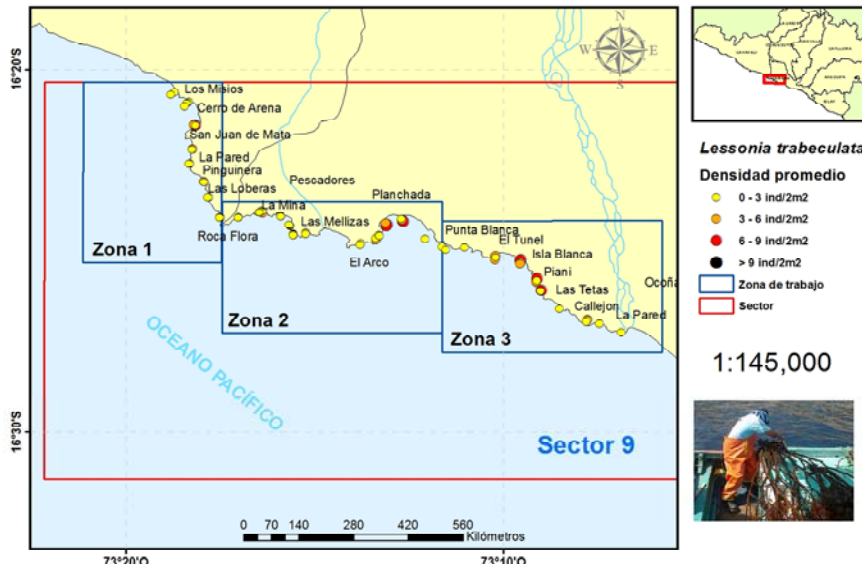 N
W E
S
16°20'S
16°30'S
73°20'O
73°10'O
Los Misios
Cerro de Arena
San Juan de Mata
La Pared
Pinguinera
Las Loberas
Roca Flora
La Mina
Pescadores
Las Mellizas
El Arco
Planchada
Punta Blanca
El Tunel
Isla Blanca
Piani
Las Tetas
Callejon
La Pared
Ocoña
Zona 1
Zona 2
Zona 3
OCEANO PACÍFICO
Sector 9
0 70 140 280 420 560
Kilómetros
Lessonia trabeculata
Densidad promedio
0 - 3 ind/2m2
3 - 6 ind/2m2
6 - 9 ind/2m2
> 9 ind/2m2
Zona de trabajo
Sector
1:145,000